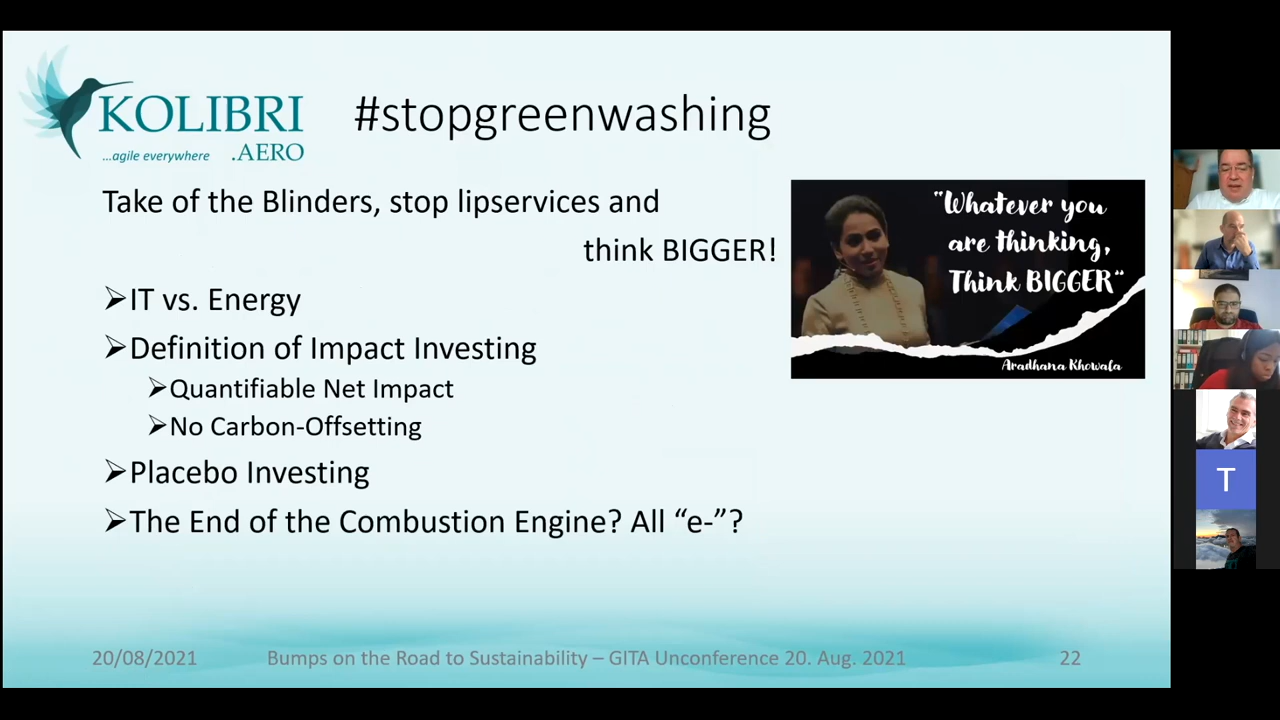 KOLIBRI
...agile everywhere .AERO
#stopgreenwashing
Take of the Blinders, stop lipservices and
think BIGGER!
➢IT vs. Energy
➢Definition of Impact Investing
➢Quantifiable Net Impact
➢No Carbon-Offsetting
➢Placebo Investing
➢The End of the Combustion Engine? All “e-”?
"Whatever you
are thinking,
Think BIGGER"
Aradhana Khowala
T
20/08/2021 Bumps on the Road to Sustainability – GITA Unconference 20. Aug. 2021 22